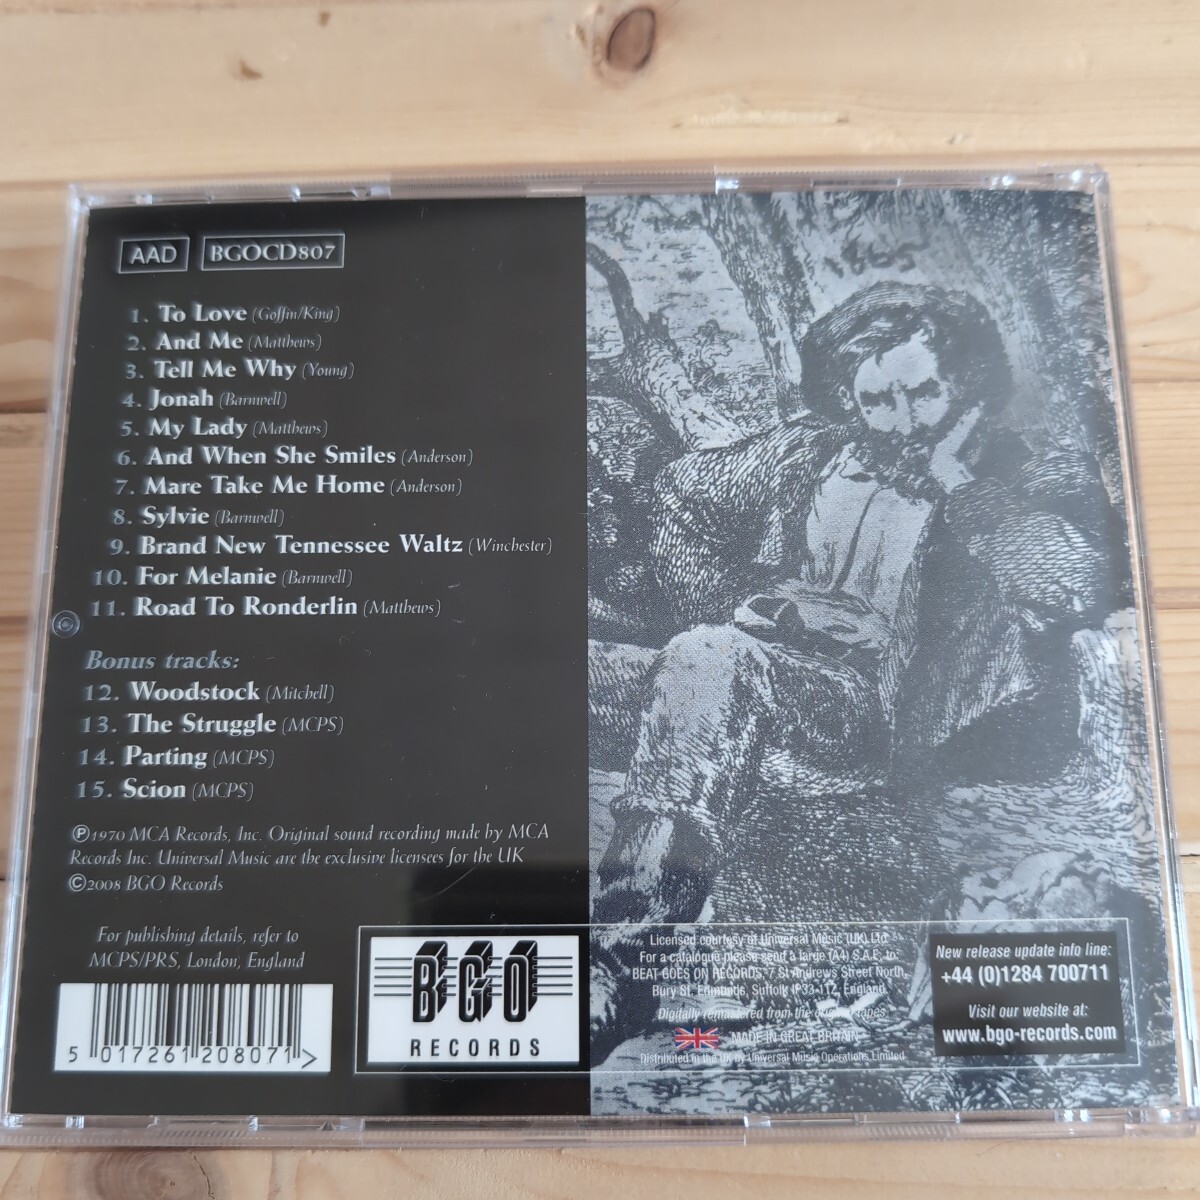 AAD BGOCD807
1. To Love (Goffin/King)
2. And Me (Matthews)
3. Tell Me Why (Young)
4. Jonah (Barnwell)
5. My Lady (Matthews)
6. And When She Smiles (Anderson)
7. Mare Take Me Home (Anderson)
8. Sylvie (Barnwell)
9. Brand New Tennessee Waltz (Winchester)
10. For Melanie (Barnwell)
11. Road To Ronderlin (Matthews)
Bonus tracks:
12. Woodstock (Mitchell)
13. The Struggle (MCPS)
14. Parting (MCPS)
15. Scion (MCPS)
℗1970 MCA Records, Inc. Original sound recording made by MCA
Records Inc. Universal Music are the exclusive licensees for the UK
©2008 BGO Records
For publishing details, refer to
MCPS/PRS, London, England
5 017261 208071 >
BGO
RECORDS
Licensed courtesy of Universal Music (UK) Ltd.
For a catalogue please send a large (A4) S.A.E. to:
BEAT GOES ON RECORDS, 7 St Andrews Street North,
Bury St. Edmunds, Suffolk IP33 1TZ, England.
Digitally remastered from the original tapes.
MADE IN GREAT BRITAIN
Distributed in the UK by Universal Music Operations Limited
New release update info line:
+44 (0)1284 700711
Visit our website at:
www.bgo-records.com